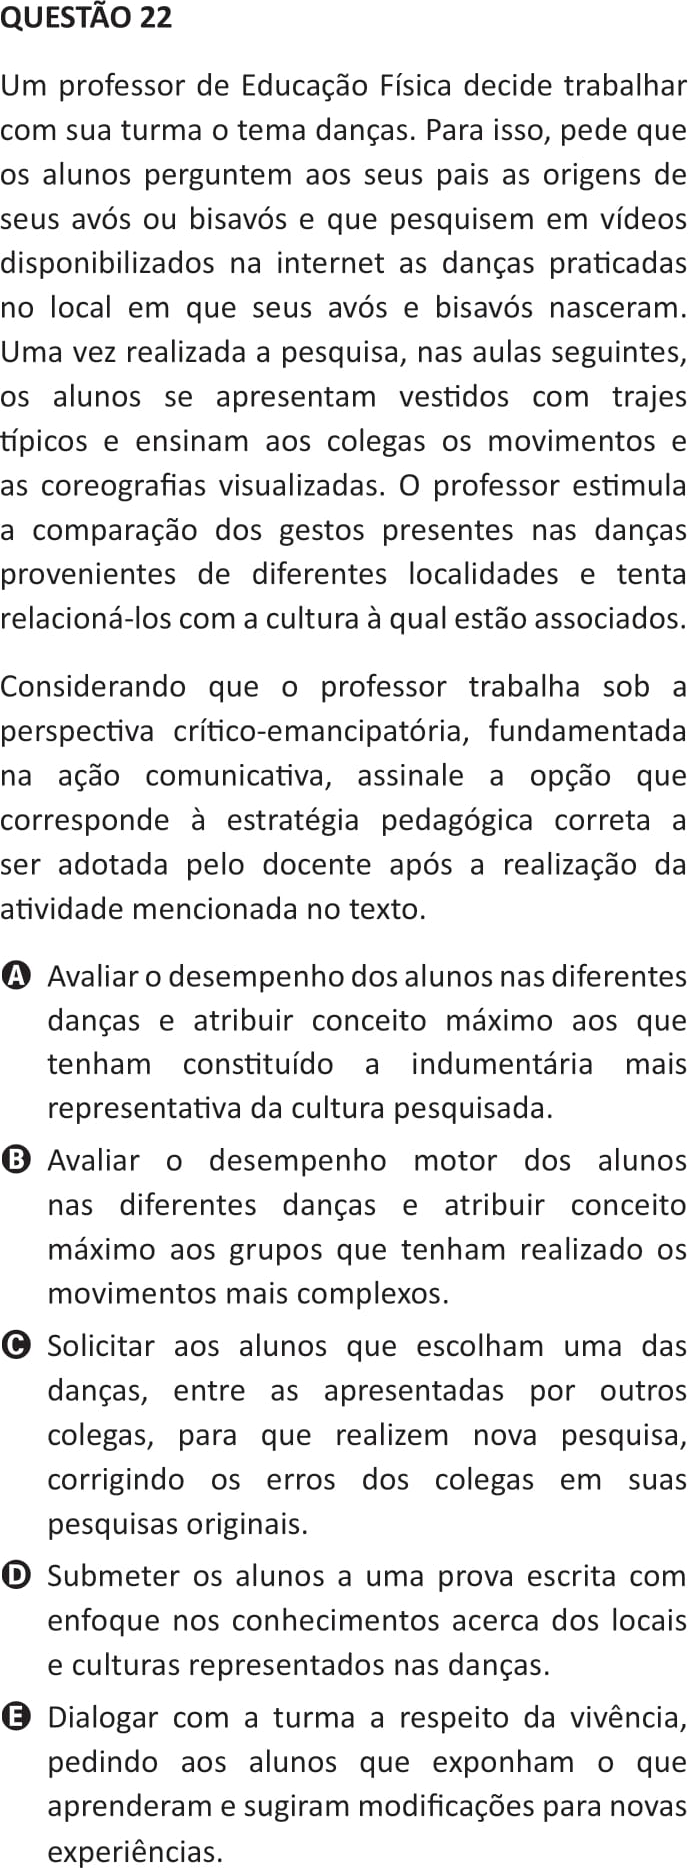 QUESTÃO 22
Um professor de Educação Física decide trabalhar
com sua turma o tema danças. Para isso, pede que
os alunos perguntem aos seus pais as origens de
seus avós ou bisavós e que pesquisem em vídeos
disponibilizados na internet as danças praticadas
no local em que seus avós e bisavós nasceram.
Uma vez realizada a pesquisa, nas aulas seguintes,
os alunos se apresentam vestidos com trajes
típicos e ensinam aos colegas os movimentos e
as coreografias visualizadas. O professor estimula
a comparação dos gestos presentes nas danças
provenientes de diferentes localidades e tenta
relacioná-los com a cultura à qual estão associados.
Considerando que o professor trabalha sob a
perspectiva crítico-emancipatória, fundamentada
na ação comunicativa, assinale a opção que
corresponde à estratégia pedagógica correta a
ser adotada pelo docente após a realização da
atividade mencionada no texto.
A Avaliar o desempenho dos alunos nas diferentes
danças e atribuir conceito máximo aos que
tenham constituído a indumentária mais
representativa da cultura pesquisada.
B Avaliar o desempenho motor dos alunos
nas diferentes danças e atribuir conceito
máximo aos grupos que tenham realizado os
movimentos mais complexos.
C Solicitar aos alunos que escolham uma das
danças, entre as apresentadas por outros
colegas, para que realizem nova pesquisa,
corrigindo os erros dos colegas em suas
pesquisas originais.
D Submeter os alunos a uma prova escrita com
enfoque nos conhecimentos acerca dos locais
e culturas representados nas danças.
E Dialogar com a turma a respeito da vivência,
pedindo aos alunos que exponham o que
aprenderam e sugiram modificações para novas
experiências.